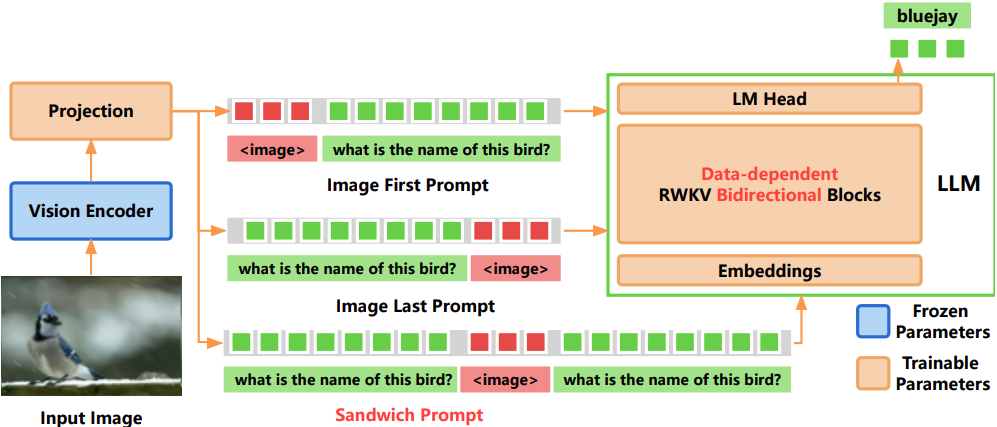 bluejay
Projection
Vision Encoder
Input Image
<image>
what is the name of this bird?
Image First Prompt
what is the name of this bird?
<image>
Image Last Prompt
what is the name of this bird?
<image>
what is the name of this bird?
Sandwich Prompt
LM Head
Data-dependent
RWKV Bidirectional Blocks
LLM
Embeddings
Frozen
Parameters
Trainable
Parameters